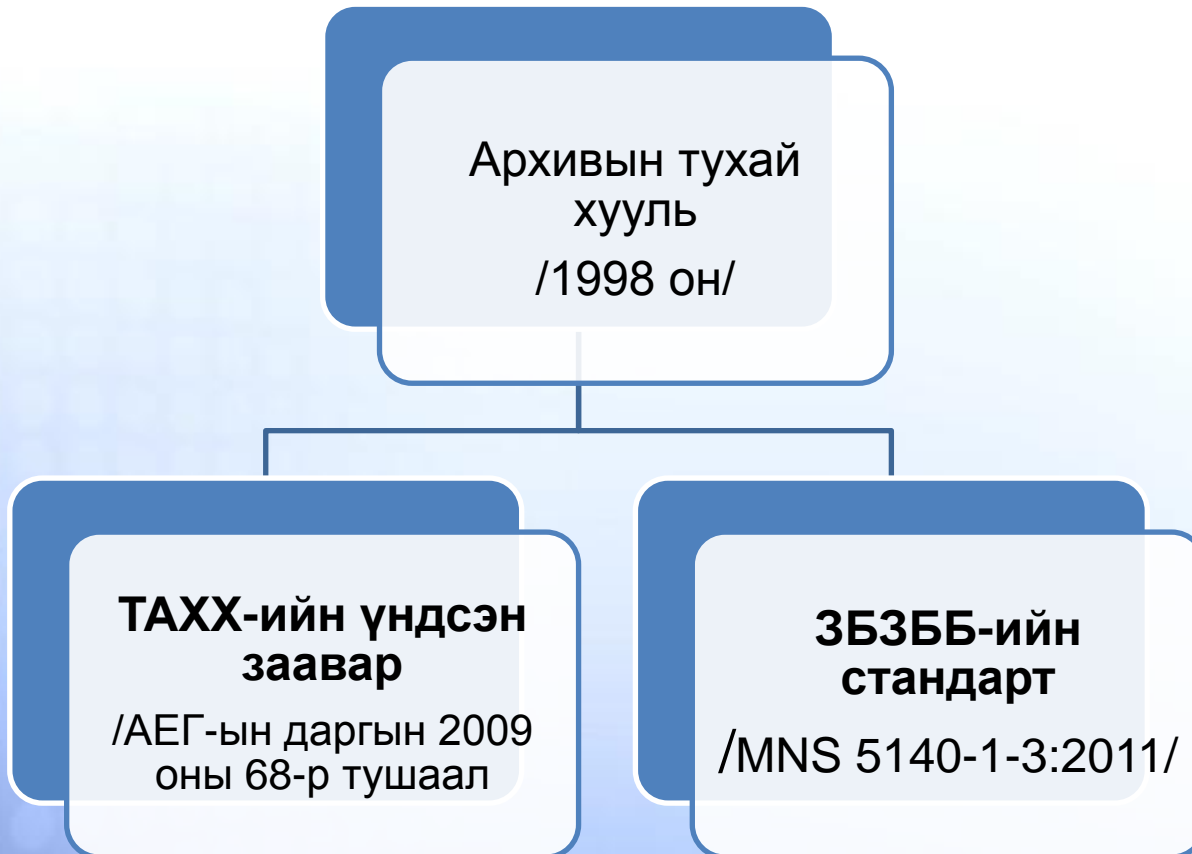 Архивын тухай
хууль
/1998 он/
ТАХХ-ийн үндсэн
заавар
/АЕГ-ын даргын 2009
оны 68-р тушаал
ЗБЗББ-ийн
стандарт
/MNS 5140-1-3:2011/